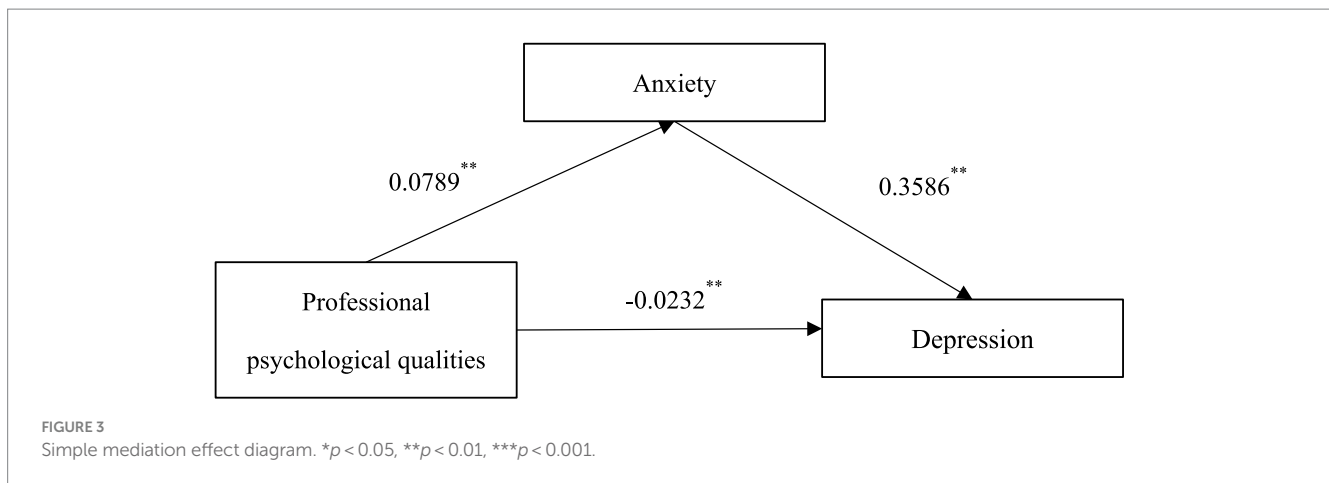 Anxiety
0.0789**
0.3586**
Professional
psychological qualities
-0.0232**
Depression
FIGURE 3
Simple mediation effect diagram. *p < 0.05, **p < 0.01, ***p < 0.001.